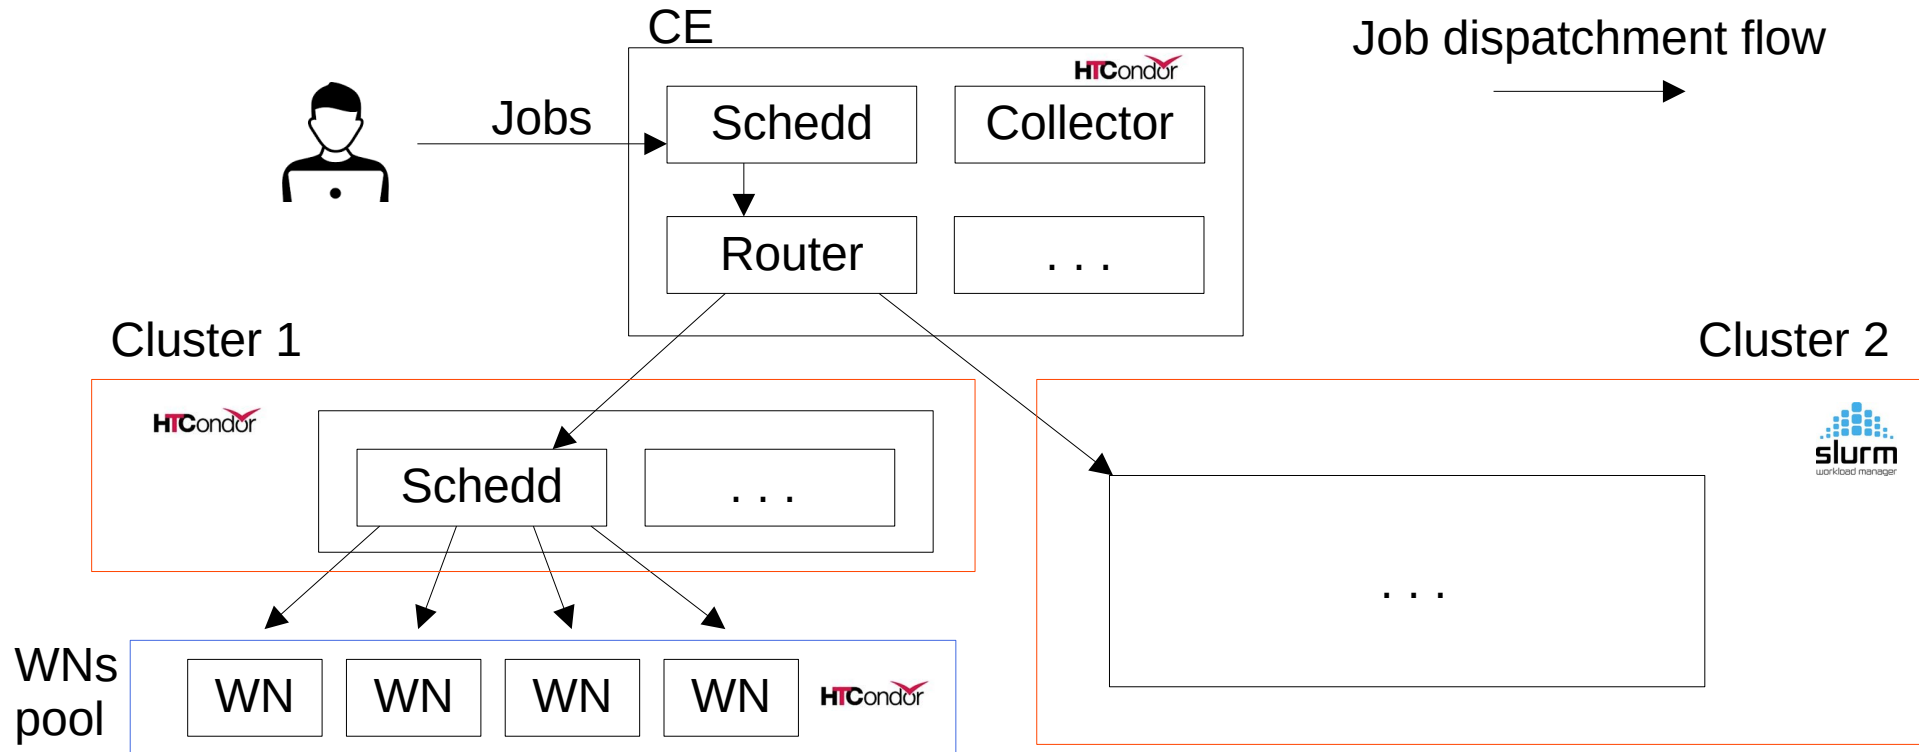 CE
Job dispatchment flow
HTCondor
Jobs
Schedd
Collector
Router
. . .
Cluster 1
Cluster 2
HTCondor
slurm
workload manager
Schedd
. . .
. . .
WNs
pool
WN
WN
WN
WN
HTCondor